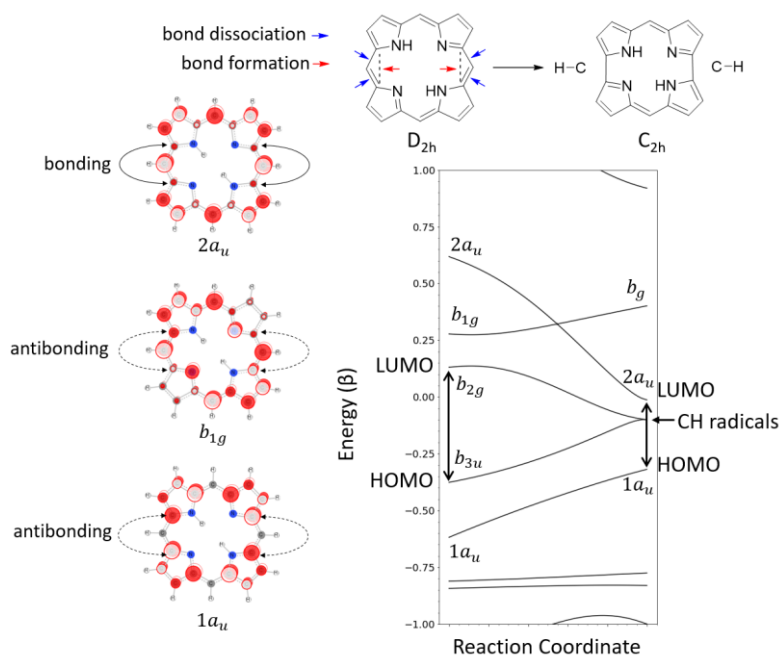 bond dissociation
bond formation
NH
N
N
HN
D2h
H-C
NH
N
N
HN
C-H
C2h
bonding
2au
antibonding
b1g
antibonding
1au
Energy (β)
1.00
0.75
0.50
0.25
0.00
−0.25
−0.50
−0.75
−1.00
2au
b1g
LUMO
b2g
b3u
HOMO
1au
bg
2au
LUMO
CH radicals
HOMO
1au
Reaction Coordinate